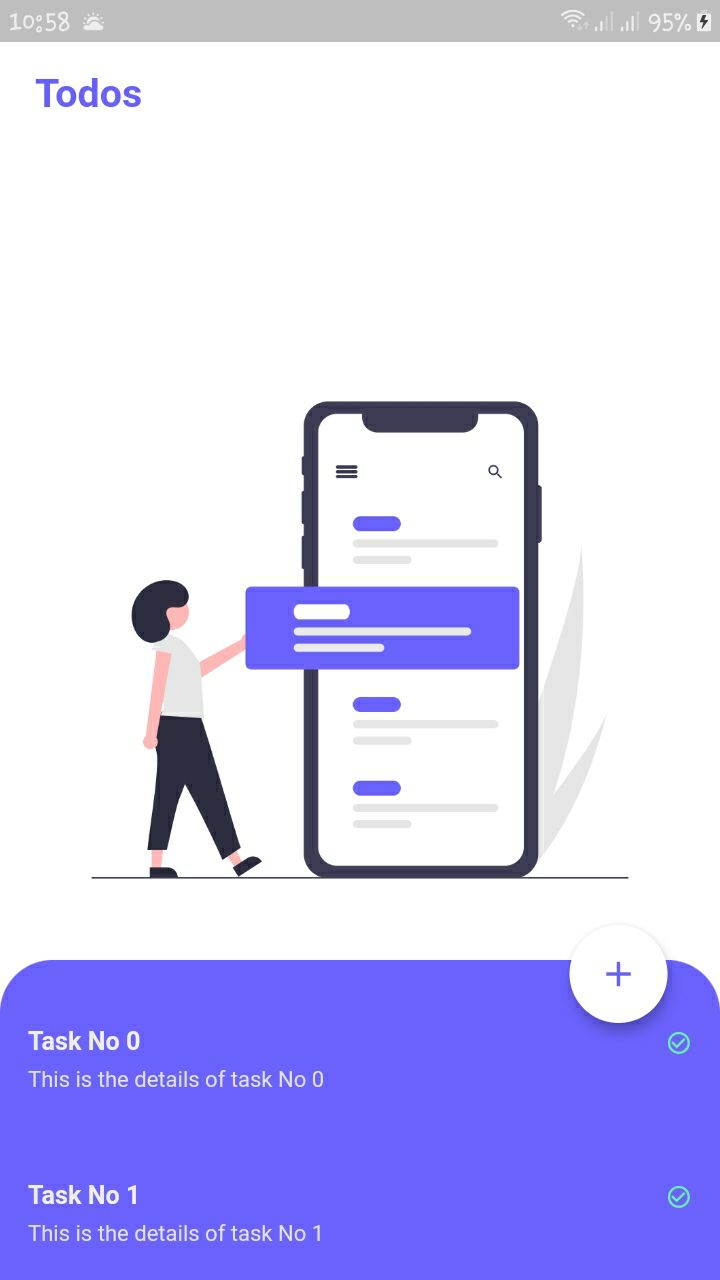 10:58 95%
Todos
Task No 0
This is the details of task No 0
Task No 1
This is the details of task No 1